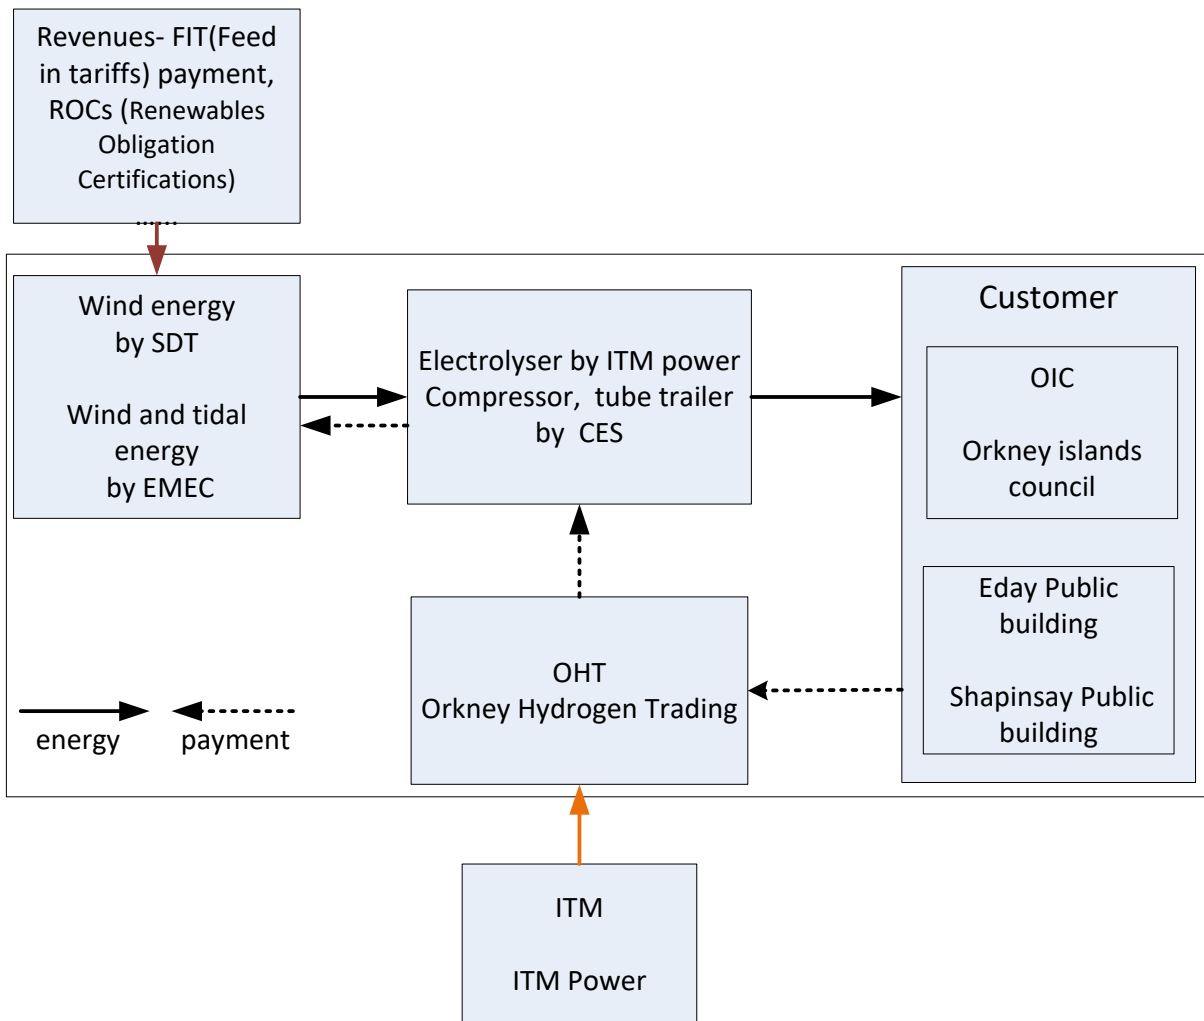 Revenues- FIT(Feed
in tariffs) payment,
ROCs (Renewables
Obligation
Certifications)
Wind energy
by SDT
Wind and tidal
energy
by EMEC
Electrolyser by ITM power
Compressor, tube trailer
by CES
Customer
OIC
Orkney islands
council
Eday Public
building
Shapinsay Public
building
OHT
Orkney Hydrogen Trading
energy
payment
ITM
ITM Power